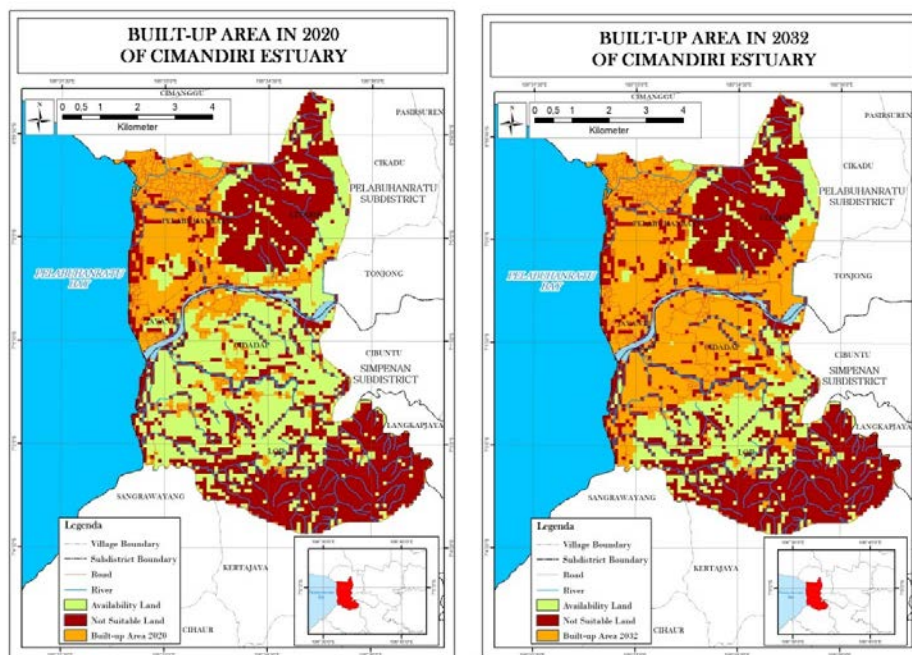 BUILT-UP AREA IN 2020
OF CIMANDIRI ESTUARY
CIMANGGU
0 0,5 1 2 3 4
Kilometer
PASIRSUREN
CIKADU
PELABUHANRATU
SUBDISTRICT
PELABUHANRATU
BAY
TONJONG
CIDADAP
CIBUNTU
SIMPENAN
SUBDISTRICT
LANGKAPJAYA
SANGRAWAYANG
KERTAJAYA
CIHAUR
Legenda
Village Boundary
Subdistrict Boundary
Road
River
Availability Land
Not Suitable Land
Built-up Area 2020
BUILT-UP AREA IN 2032
OF CIMANDIRI ESTUARY
CIMANGGU
0 0,5 1 2 3 4
Kilometer
PASIRSUREN
CIKADU
PELABUHANRATU
SUBDISTRICT
PELABUHANRATU
BAY
TONJONG
CIDADAP
CIBUNTU
SIMPENAN
SUBDISTRICT
LANGKAPJAYA
SANGRAWAYANG
KERTAJAYA
CIHAUR
Legenda
Village Boundary
Subdistrict Boundary
Road
River
Availability Land
Not Suitable Land
Built-up Area 2032